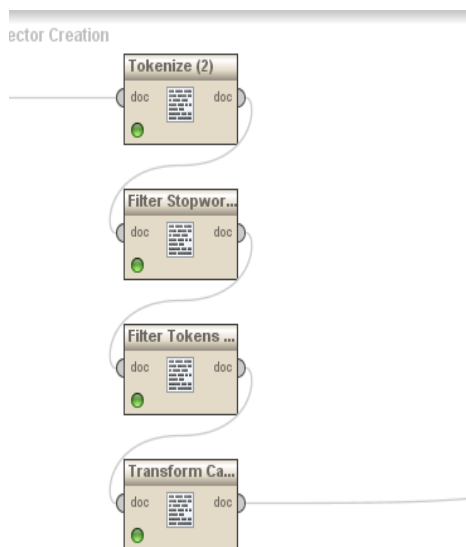 ector Creation
Tokenize (2)
doc doc
Filter Stopwor...
doc doc
Filter Tokens ...
doc doc
Transform Ca...
doc doc